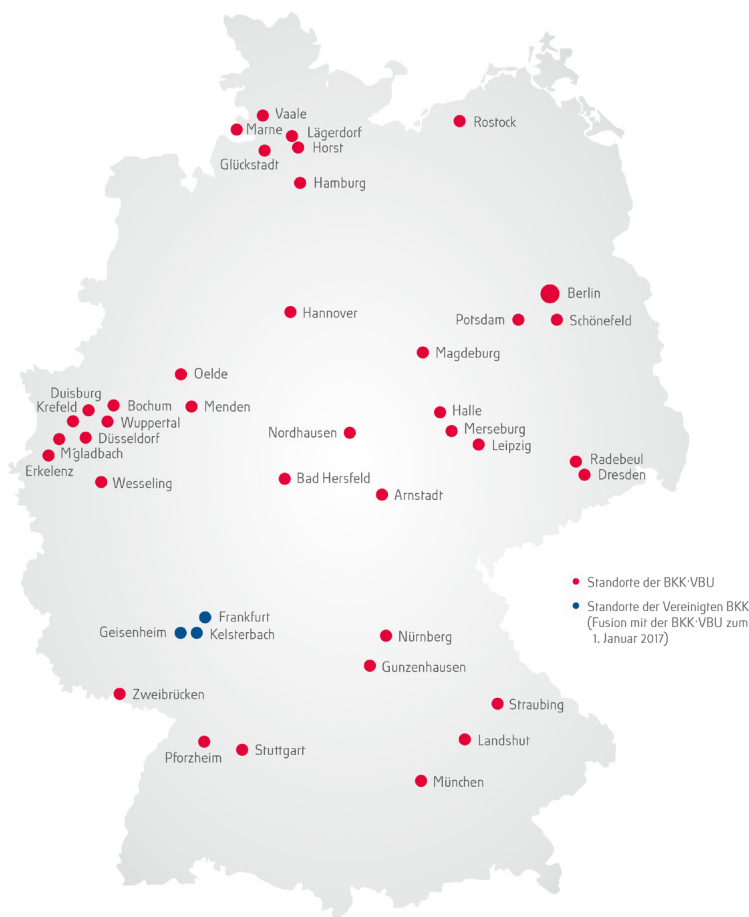 Vaale
Marne
Lägerdorf
Horst
Glückstadt
Rostock
Hamburg
Berlin
Hannover
Potsdam
Schönefeld
Magdeburg
Oelde
Duisburg
Krefeld
Bochum
Menden
Wuppertal
Halle
Düsseldorf
Nordhausen
Merseburg
M'gladbach
Leipzig
Erkelenz
Radebeul
Wesseling
Bad Hersfeld
Dresden
Arnstadt
Standorte der BKK·VBU
Standorte der Vereinigten BKK
(Fusion mit der BKK·VBU zum
1. Januar 2017)
Frankfurt
Geisenheim
Kelsterbach
Nürnberg
Gunzenhausen
Zweibrücken
Straubing
Landshut
Pforzheim
Stuttgart
München